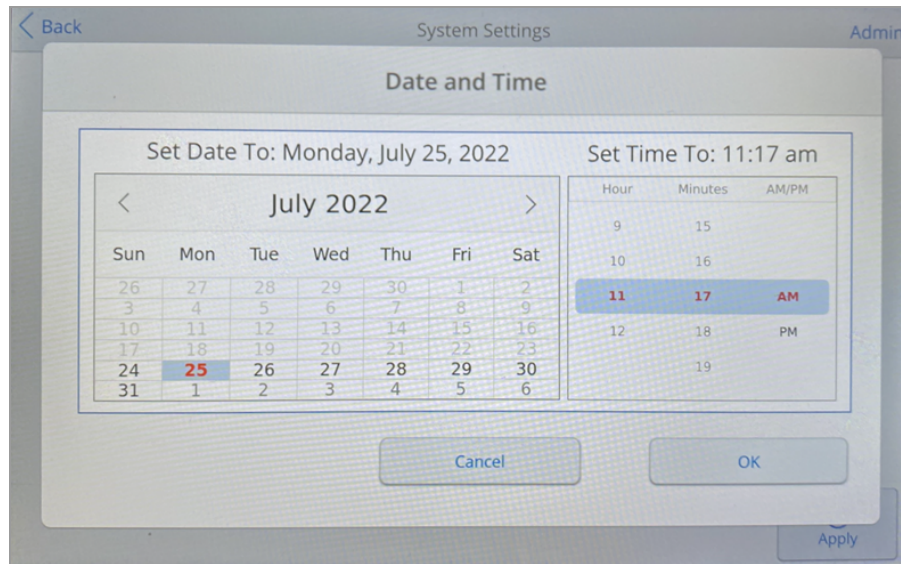 Back System Settings Admin
Date and Time
Set Date To: Monday, July 25, 2022
July 2022
Sun Mon Tue Wed Thu Fri Sat
26 27 28 29 30 1 2
3 4 5 6 7 8 9
10 11 12 13 14 15 16
17 18 19 20 21 22 23
24 25 26 27 28 29 30
31 1 2 3 4 5 6
Set Time To: 11:17 am
Hour Minutes AM/PM
9 15
10 16
11 17 AM
12 18 PM
19
Cancel OK
Apply